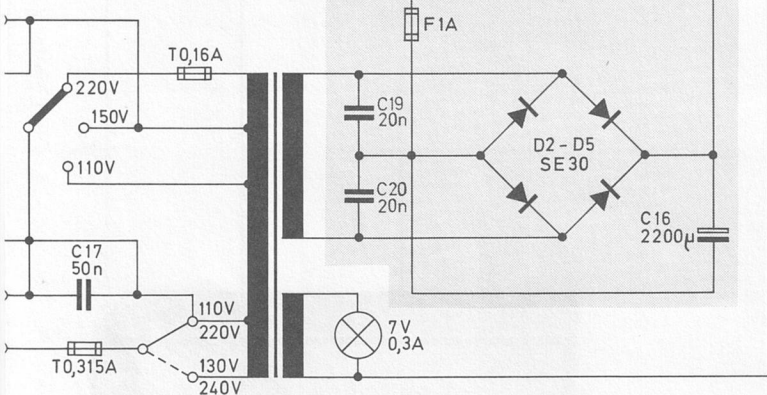 F1A
T0,16A
220V
150V
110V
C19
20n
D2-D5
SE30
C20
20n
C16
2200µ
C17
50n
110V
220V
7V
0,3A
T0,315A
130V
240V